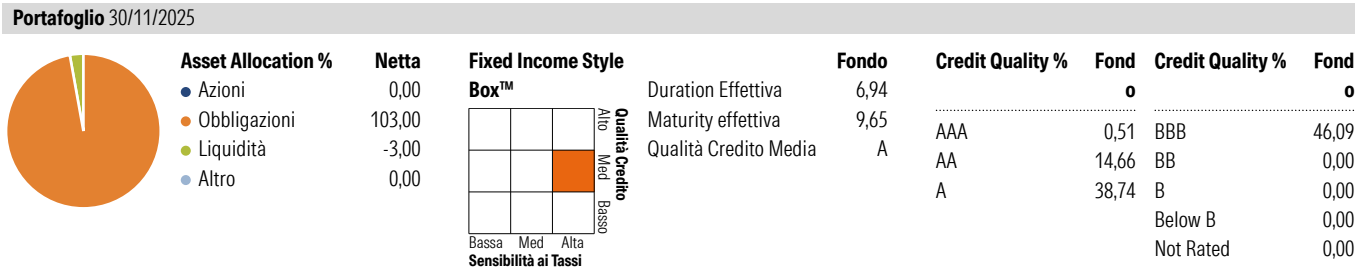 Portafoglio 30/11/2025
Asset Allocation % Netta
Azioni 0,00
Obbligazioni 103,00
Liquidità -3,00
Altro 0,00
Fixed Income Style
Box™
Alto Med Basso
Qualità Credito
Bassa Med Alta
Sensibilità ai Tassi
Fondo
Duration Effettiva 6,94
Maturity effettiva 9,65
Qualità Credito Media A
Credit Quality % Fond
o
AAA 0,51
AA 14,66
A 38,74
Credit Quality % Fond
o
BBB 46,09
BB 0,00
B 0,00
Below B 0,00
Not Rated 0,00